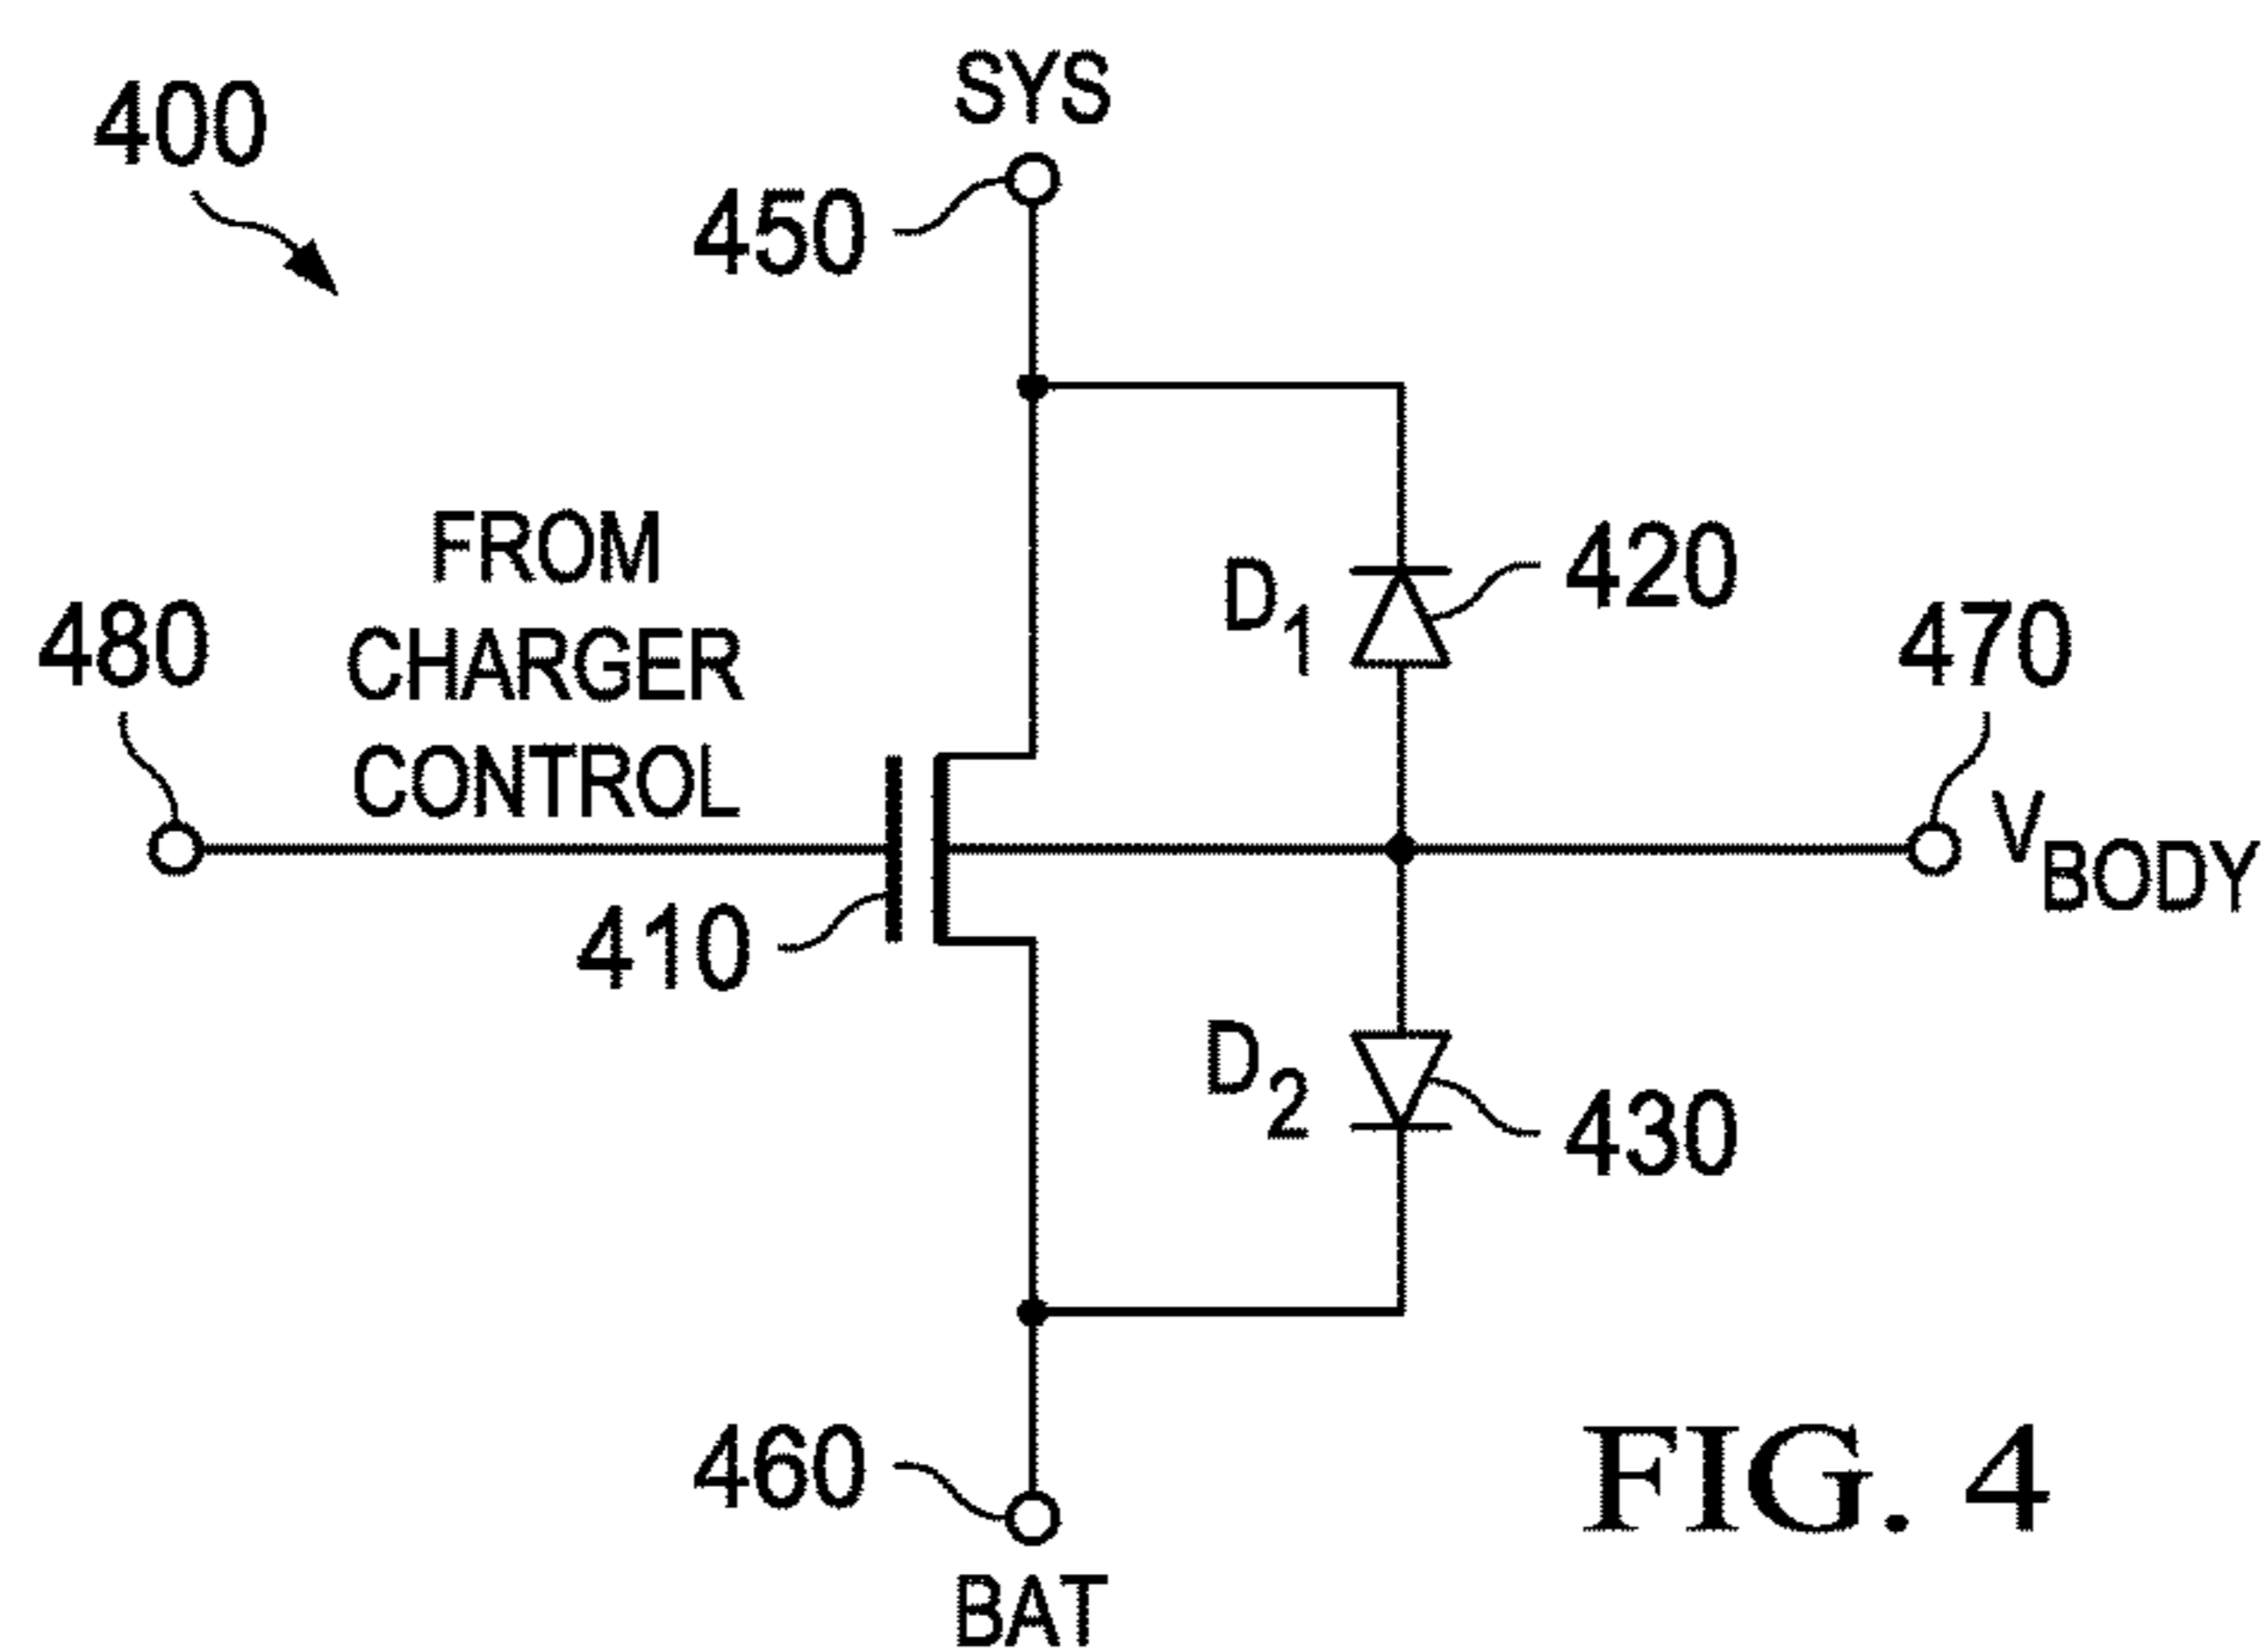 SYS
400
450
FROM
CHARGER
CONTROL
480
D1
420
470
VBODY
410
D2
430
460
BAT
FIG. 4